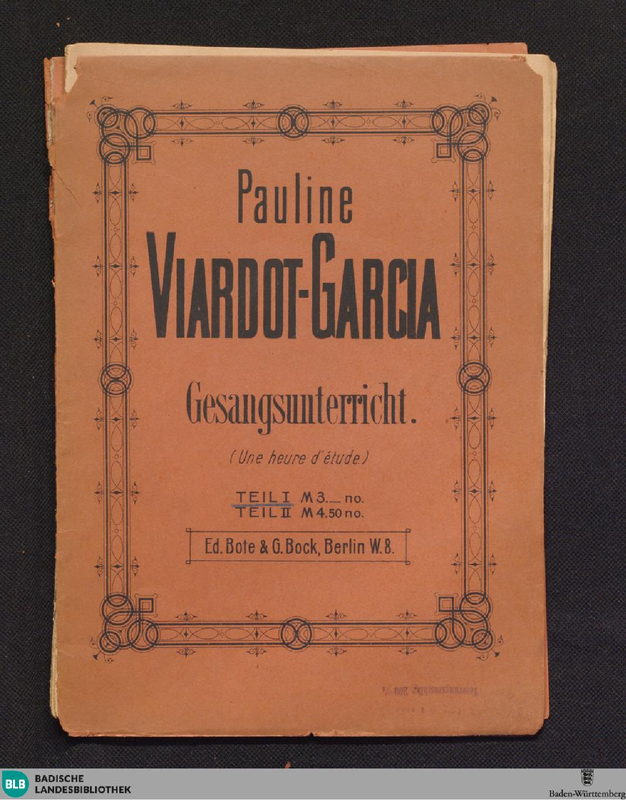 Pauline
VIARDOT-GARCIA
Gesangsunterricht.
(Une heure d'étude.)
TEIL I M 3.— no.
TEIL II M 4.50 no.
Ed. Bote & G. Bock, Berlin W. 8.
BLB BADISCHE
LANDESBIBLIOTHEK
Baden-Württemberg